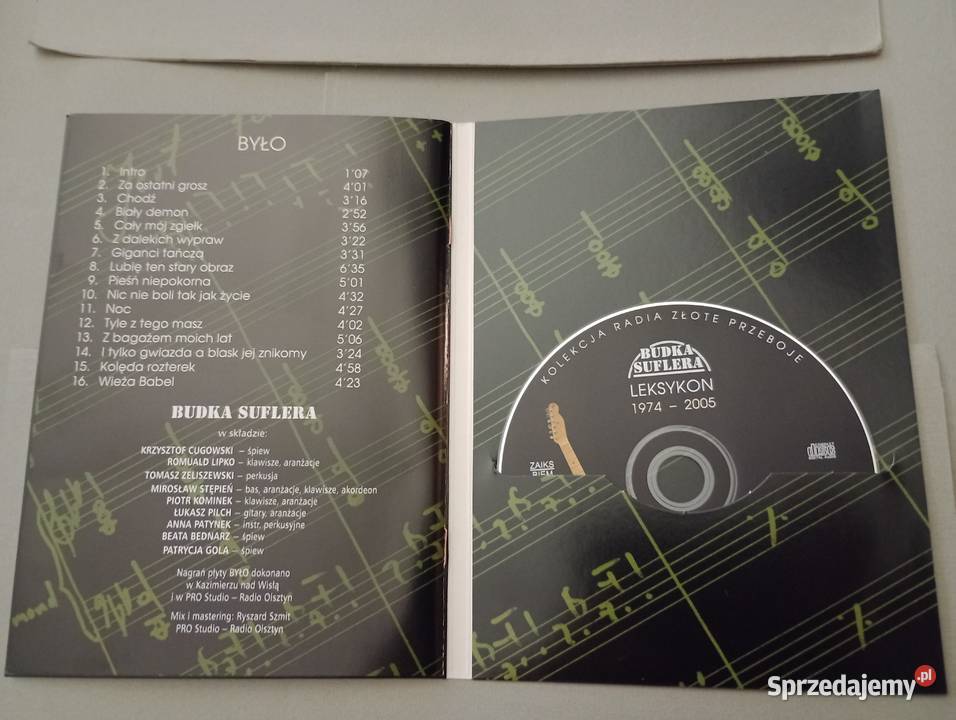 BYŁO
1. Intro 1'07
2. Za ostatni grosz 4'01
3. Chodź 3'16
4. Biały demon 2'52
5. Cały mój zgiełk 3'56
6. Z dalekich wypraw 3'22
7. Giganci tańczą 3'31
8. Lubię ten stary obraz 6'35
9. Pieśń niepokorna 5'01
10. Nic nie boli tak jak życie 4'32
11. Noc 4'27
12. Tyle z tego masz 4'02
13. Z bagażem moich lat 5'06
14. I tylko gwiazda a blask jej znikomy 3'24
15. Kolęda rozterek 4'58
16. Wieża Babel 4'23
BUDKA SUFLERA
w składzie:
KRZYSZTOF CUGOWSKI – śpiew
ROMUALD LIPKO – klawisze, aranżacje
TOMASZ ZELISZEWSKI – perkusja
MIROSŁAW STĘPIEŃ – bas, aranżacje, klawisze, akordeon
PIOTR KOMINEK – klawisze, aranżacje
ŁUKASZ PILCH – gitary, aranżacje
ANNA PATYNEK – instr. perkusyjne
BEATA BEDNARZ – śpiew
PATRYCJA GOLA – śpiew
Nagrań płyty BYŁO dokonano
w Kazimierzu nad Wisłą
i w PRO Studio – Radio Olsztyn
Mix i mastering: Ryszard Szmit
PRO Studio – Radio Olsztyn
KOLEKCJA RADIA ZŁOTE PRZEBOJE
BUDKA
SUFLERA
LEKSYKON
1974 – 2005
ZAIKS
BIEM
COMPACT
disc
DIGITAL AUDIO
Sprzedajemy.pl